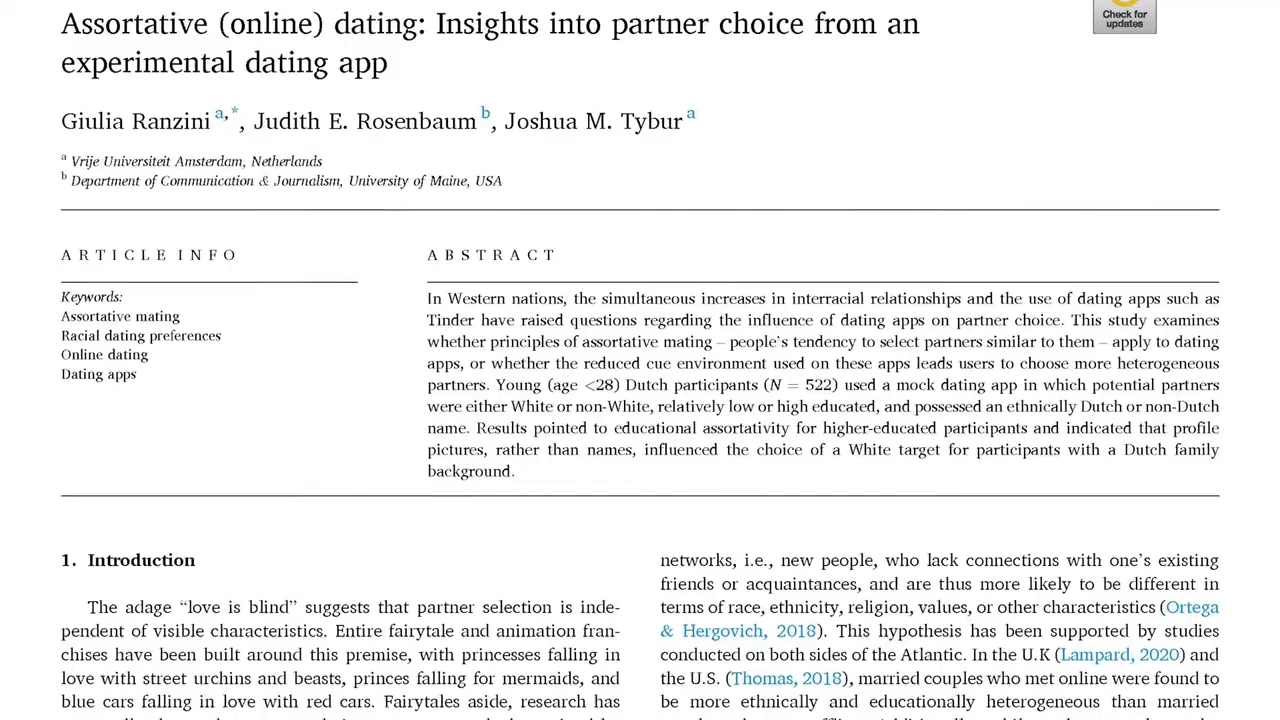 Assortative (online) dating: Insights into partner choice from an
experimental dating app
Check for
updates
Giulia Ranzini a,*, Judith E. Rosenbaum b, Joshua M. Tybur a
a Vrije Universiteit Amsterdam, Netherlands
b Department of Communication & Journalism, University of Maine, USA
ARTICLE INFO
Keywords:
Assortative mating
Racial dating preferences
Online dating
Dating apps
ABSTRACT
In Western nations, the simultaneous increases in interracial relationships and the use of dating apps such as
Tinder have raised questions regarding the influence of dating apps on partner choice. This study examines
whether principles of assortative mating – people's tendency to select partners similar to them – apply to dating
apps, or whether the reduced cue environment used on these apps leads users to choose more heterogeneous
partners. Young (age <28) Dutch participants (N = 522) used a mock dating app in which potential partners
were either White or non-White, relatively low or high educated, and possessed an ethnically Dutch or non-Dutch
name. Results pointed to educational assortativity for higher-educated participants and indicated that profile
pictures, rather than names, influenced the choice of a White target for participants with a Dutch family
background.
1. Introduction
The adage “love is blind” suggests that partner selection is inde-
pendent of visible characteristics. Entire fairytale and animation fran-
chises have been built around this premise, with princesses falling in
love with street urchins and beasts, princes falling for mermaids, and
blue cars falling in love with red cars. Fairytales aside, research has
networks, i.e., new people, who lack connections with one's existing
friends or acquaintances, and are thus more likely to be different in
terms of race, ethnicity, religion, values, or other characteristics (Ortega
& Hergovich, 2018). This hypothesis has been supported by studies
conducted on both sides of the Atlantic. In the U.K (Lampard, 2020) and
the U.S. (Thomas, 2018), married couples who met online were found to
be more ethnically and educationally heterogeneous than married